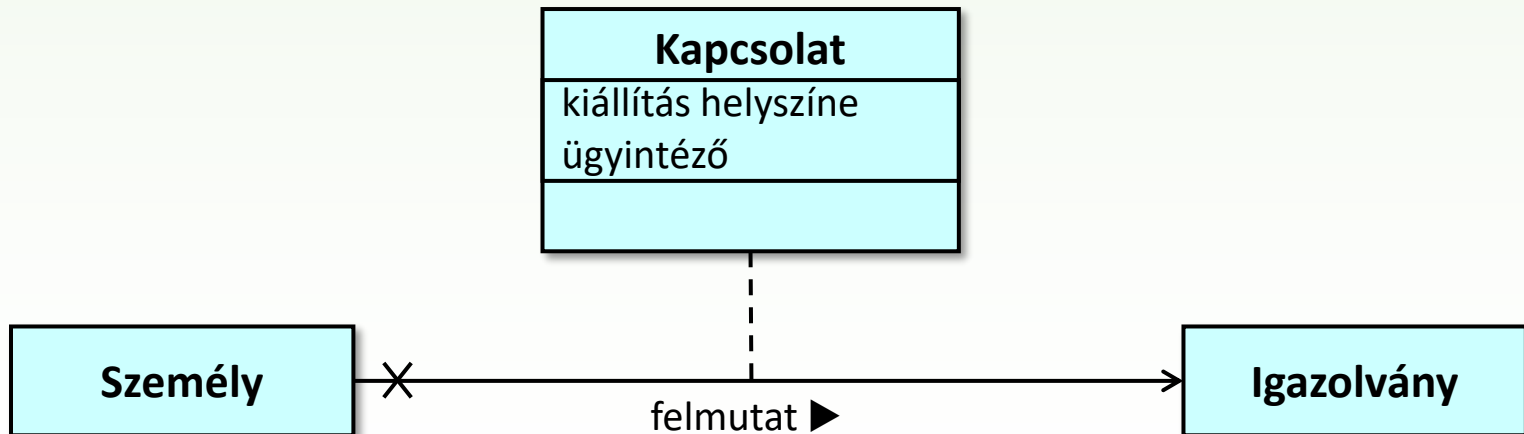 Kapcsolat
kiállítás helyszíne
ügyintéző
Személy
Igazolvány
felmutat ▶